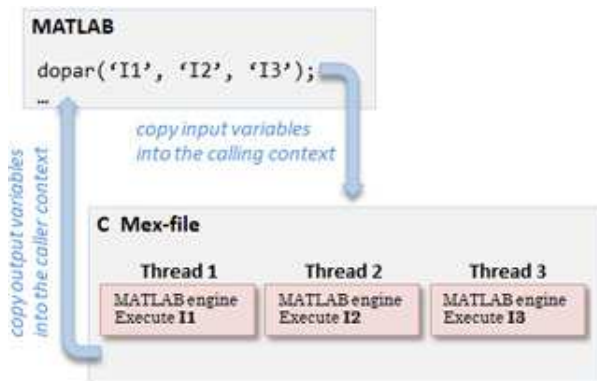 MATLAB
dopar(‘I1’, ‘I2’, ‘I3’);
…
copy input variables
into the calling context
copy output variables
into the caller context
C Mex-file
Thread 1
MATLAB engine
Execute I1
Thread 2
MATLAB engine
Execute I2
Thread 3
MATLAB engine
Execute I3